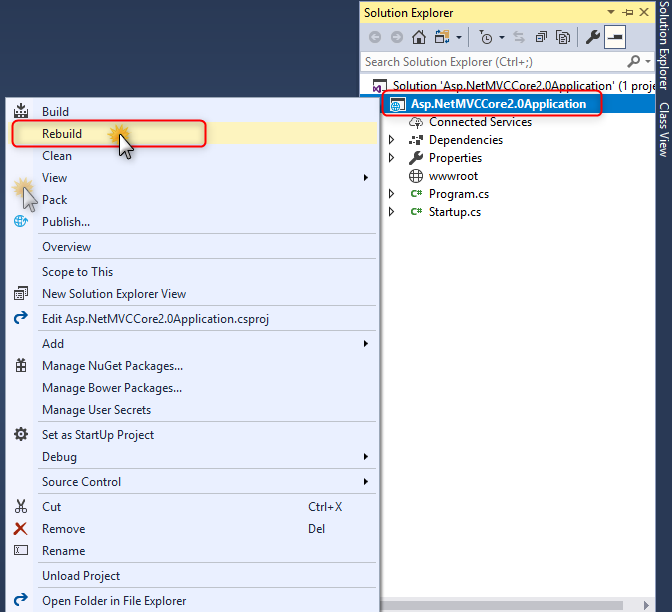 Solution Explorer
Search Solution Explorer (Ctrl+;)
Solution 'Asp.NetMVCCore2.0Application' (1 proje
Asp.NetMVCCore2.0Application
Connected Services
Dependencies
Properties
wwwroot
C# Program.cs
C# Startup.cs
Solution Explorer
Class View
Build
Rebuild
Clean
View
Pack
Publish...
Overview
Scope to This
New Solution Explorer View
Edit Asp.NetMVCCore2.0Application.csproj
Add
Manage NuGet Packages...
Manage Bower Packages...
Manage User Secrets
Set as StartUp Project
Debug
Source Control
Cut Ctrl+X
Remove Del
Rename
Unload Project
Open Folder in File Explorer